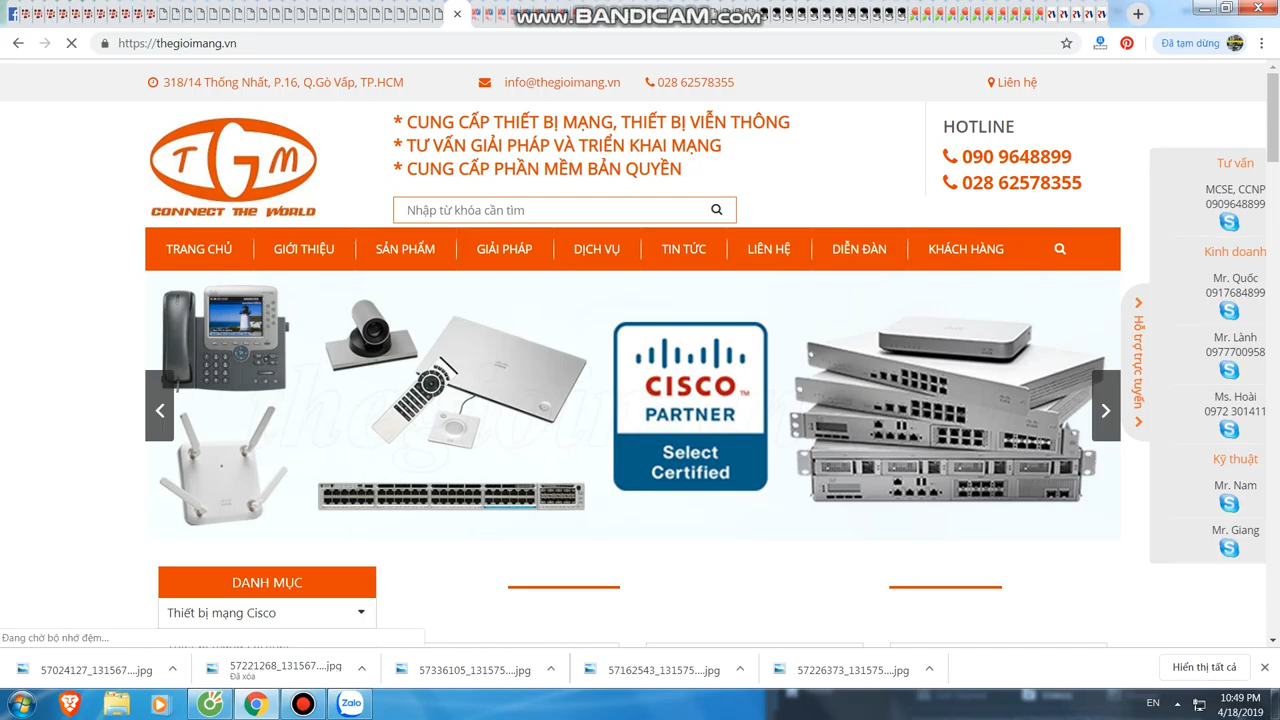 WWW.BANDICAM.COM
https://thegioimang.vn
Đã tạm dừng
318/14 Thống Nhất, P.16, Q.Gò Vấp, TP.HCM
info@thegioimang.vn
028 62578355
Liên hệ
TGM
CONNECT THE WORLD
* CUNG CẤP THIẾT BỊ MẠNG, THIẾT BỊ VIỄN THÔNG
* TƯ VẤN GIẢI PHÁP VÀ TRIỂN KHAI MẠNG
* CUNG CẤP PHẦN MỀM BẢN QUYỀN
Nhập từ khóa cần tìm
HOTLINE
090 9648899
028 62578355
TRANG CHỦ
GIỚI THIỆU
SẢN PHẨM
GIẢI PHÁP
DỊCH VỤ
TIN TỨC
LIÊN HỆ
DIỄN ĐÀN
KHÁCH HÀNG
CISCO TM
PARTNER
Select
Certified
Hỗ trợ trực tuyến
Tư vấn
MCSE, CCNP
0909648899
Kinh doanh
Mr. Quốc
0917684899
Mr. Lành
0977700958
Ms. Hoài
0972 301411
Kỹ thuật
Mr. Nam
Mr. Giang
DANH MỤC
Thiết bị mạng Cisco
Đang chờ bộ nhớ đệm...
57024127_131567....jpg
57221268_131567....jpg
Đã xóa
57336105_131575....jpg
57162543_131575....jpg
57226373_131575....jpg
Hiển thị tất cả
Zalo
EN
10:49 PM
4/18/2019